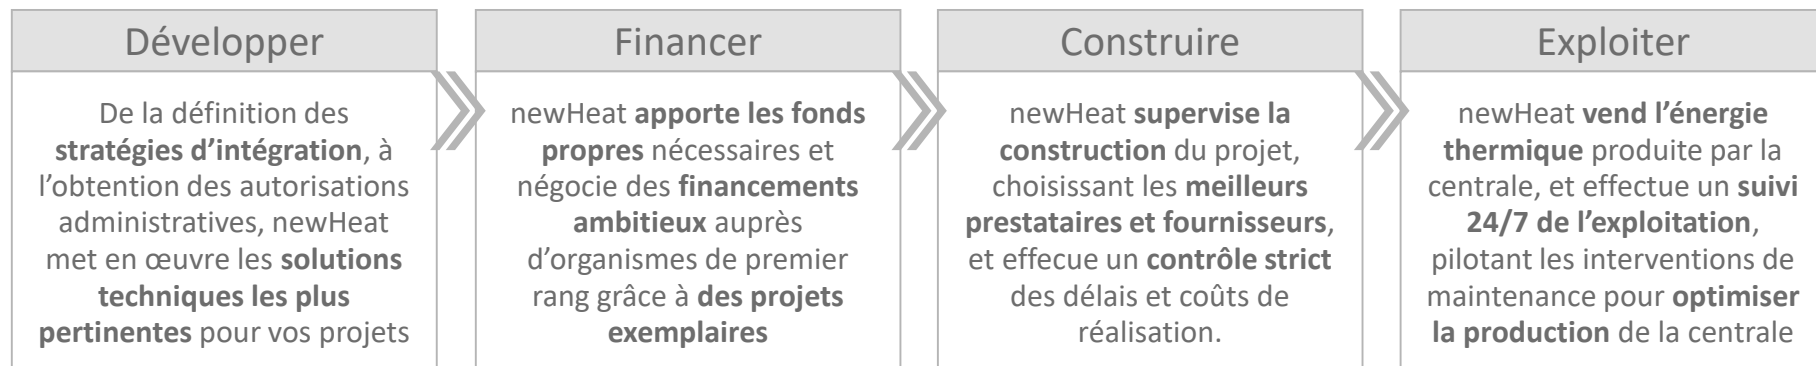 Développer
De la définition des
stratégies d’intégration, à
l’obtention des autorisations
administratives, newHeat
met en œuvre les solutions
techniques les plus
pertinentes pour vos projets
Financer
newHeat apporte les fonds
propres nécessaires et
négocie des financements
ambitieux auprès
d’organismes de premier
rang grâce à des projets
exemplaires
Construire
newHeat supervise la
construction du projet,
choisissant les meilleurs
prestataires et fournisseurs,
et effecue un contrôle strict
des délais et coûts de
réalisation.
Exploiter
newHeat vend l’énergie
thermique produite par la
centrale, et effectue un suivi
24/7 de l’exploitation,
pilotant les interventions de
maintenance pour optimiser
la production de la centrale